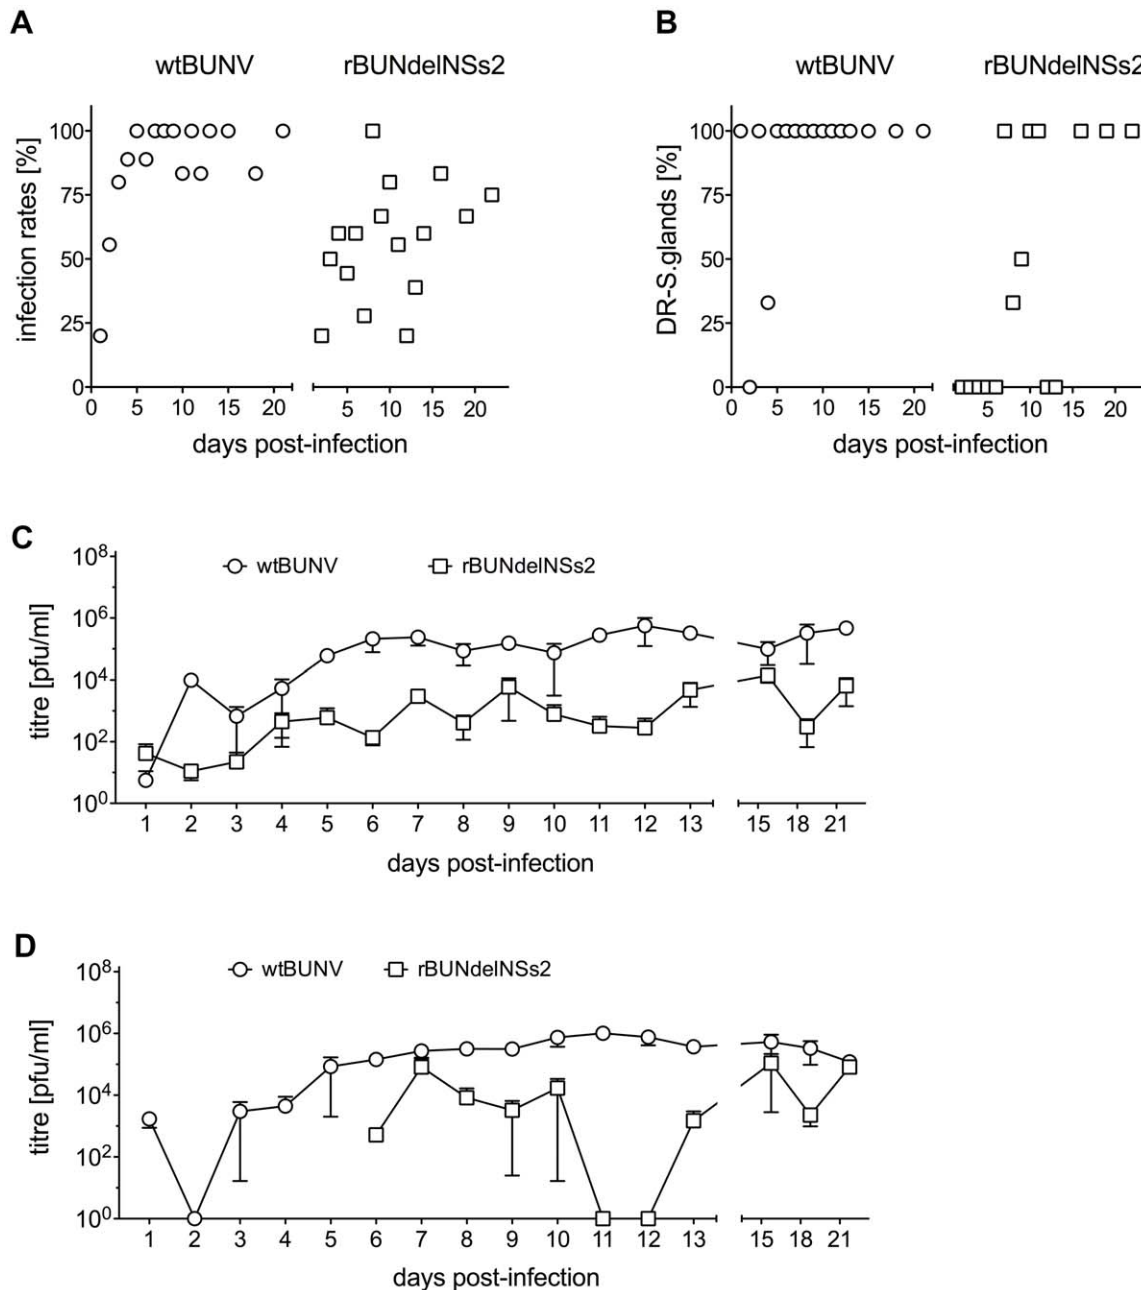 A
B
wtBUNV rBUNdelNSs2
wtBUNV rBUNdelNSs2
infection rates [%]
100
75
50
25
0
0 5 10 15 20 5 10 15 20
days post-infection
DR-S.glands [%]
100
75
50
25
0
0 5 10 15 20 5 10 15 20
days post-infection
C
wtBUNV rBUNdelNSs2
titre [pfu/ml]
10⁸
10⁶
10⁴
10²
10⁰
1 2 3 4 5 6 7 8 9 10 11 12 13 15 18 21
days post-infection
D
wtBUNV rBUNdelNSs2
titre [pfu/ml]
10⁸
10⁶
10⁴
10²
10⁰
1 2 3 4 5 6 7 8 9 10 11 12 13 15 18 21
days post-infection